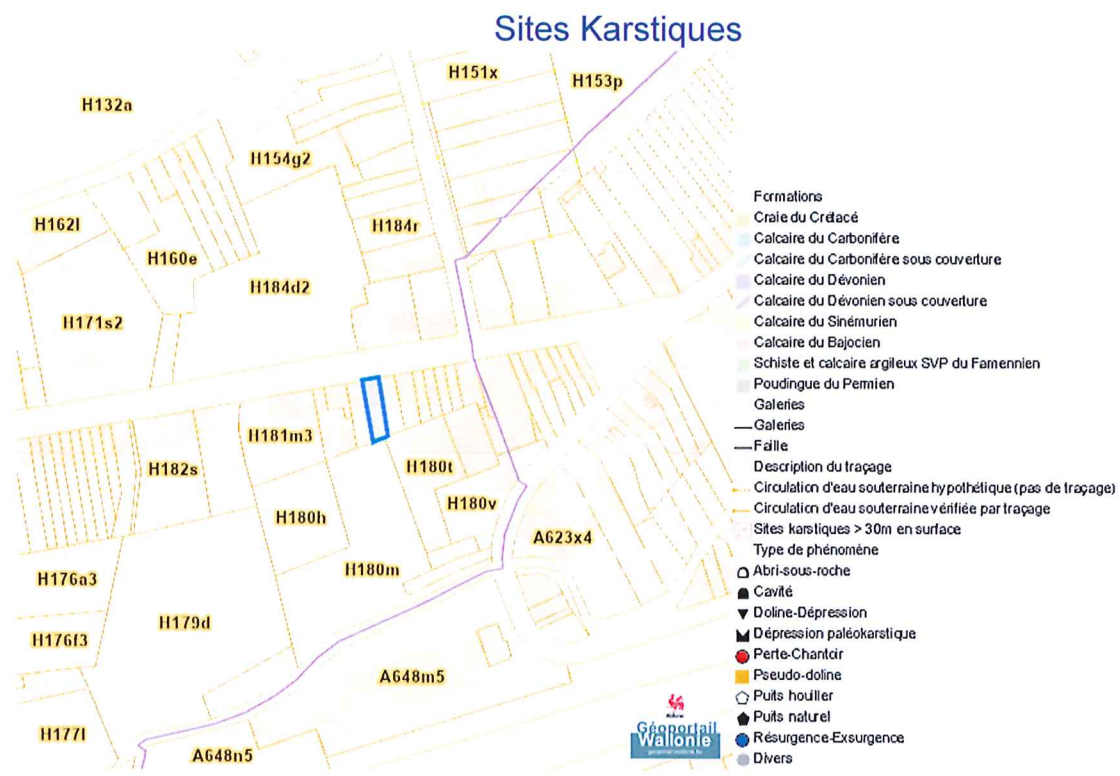 Sites Karstiques
H151x
H153p
H132a
H154g2
H162l
H184r
H160e
H184d2
H171s2
H181m3
H182s
H180t
H180v
H180h
A623x4
H180m
H176a3
H179d
H176f3
A648m5
H177l
A648n5
Formations
Craie du Crétacé
Calcaire du Carbonifère
Calcaire du Carbonifère sous couverture
Calcaire du Dévonien
Calcaire du Dévonien sous couverture
Calcaire du Sinémurien
Calcaire du Bajocien
Schiste et calcaire argileux SVP du Famennien
Poudingue du Permien
Galeries
Galeries
Faille
Description du traçage
Circulation d'eau souterraine hypothétique (pas de traçage)
Circulation d'eau souterraine vérifiée par traçage
Sites karstiques > 30m en surface
Type de phénomène
Abri-sous-roche
Cavité
Doline-Dépression
Dépression paléokarstique
Perte-Chantoir
Pseudo-doline
Puits houiller
Puits naturel
Résurgence-Exsurgence
Divers
Géoportail
Wallonie